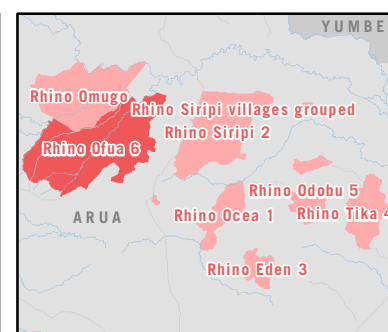 YUMBE
Rhino Omugo
Rhino Siripi villages grouped
Rhino Siripi 2
Rhino Ofua 6
Rhino Odobu 5
ARUA
Rhino Ocea 1
Rhino Tika 4
Rhino Eden 3